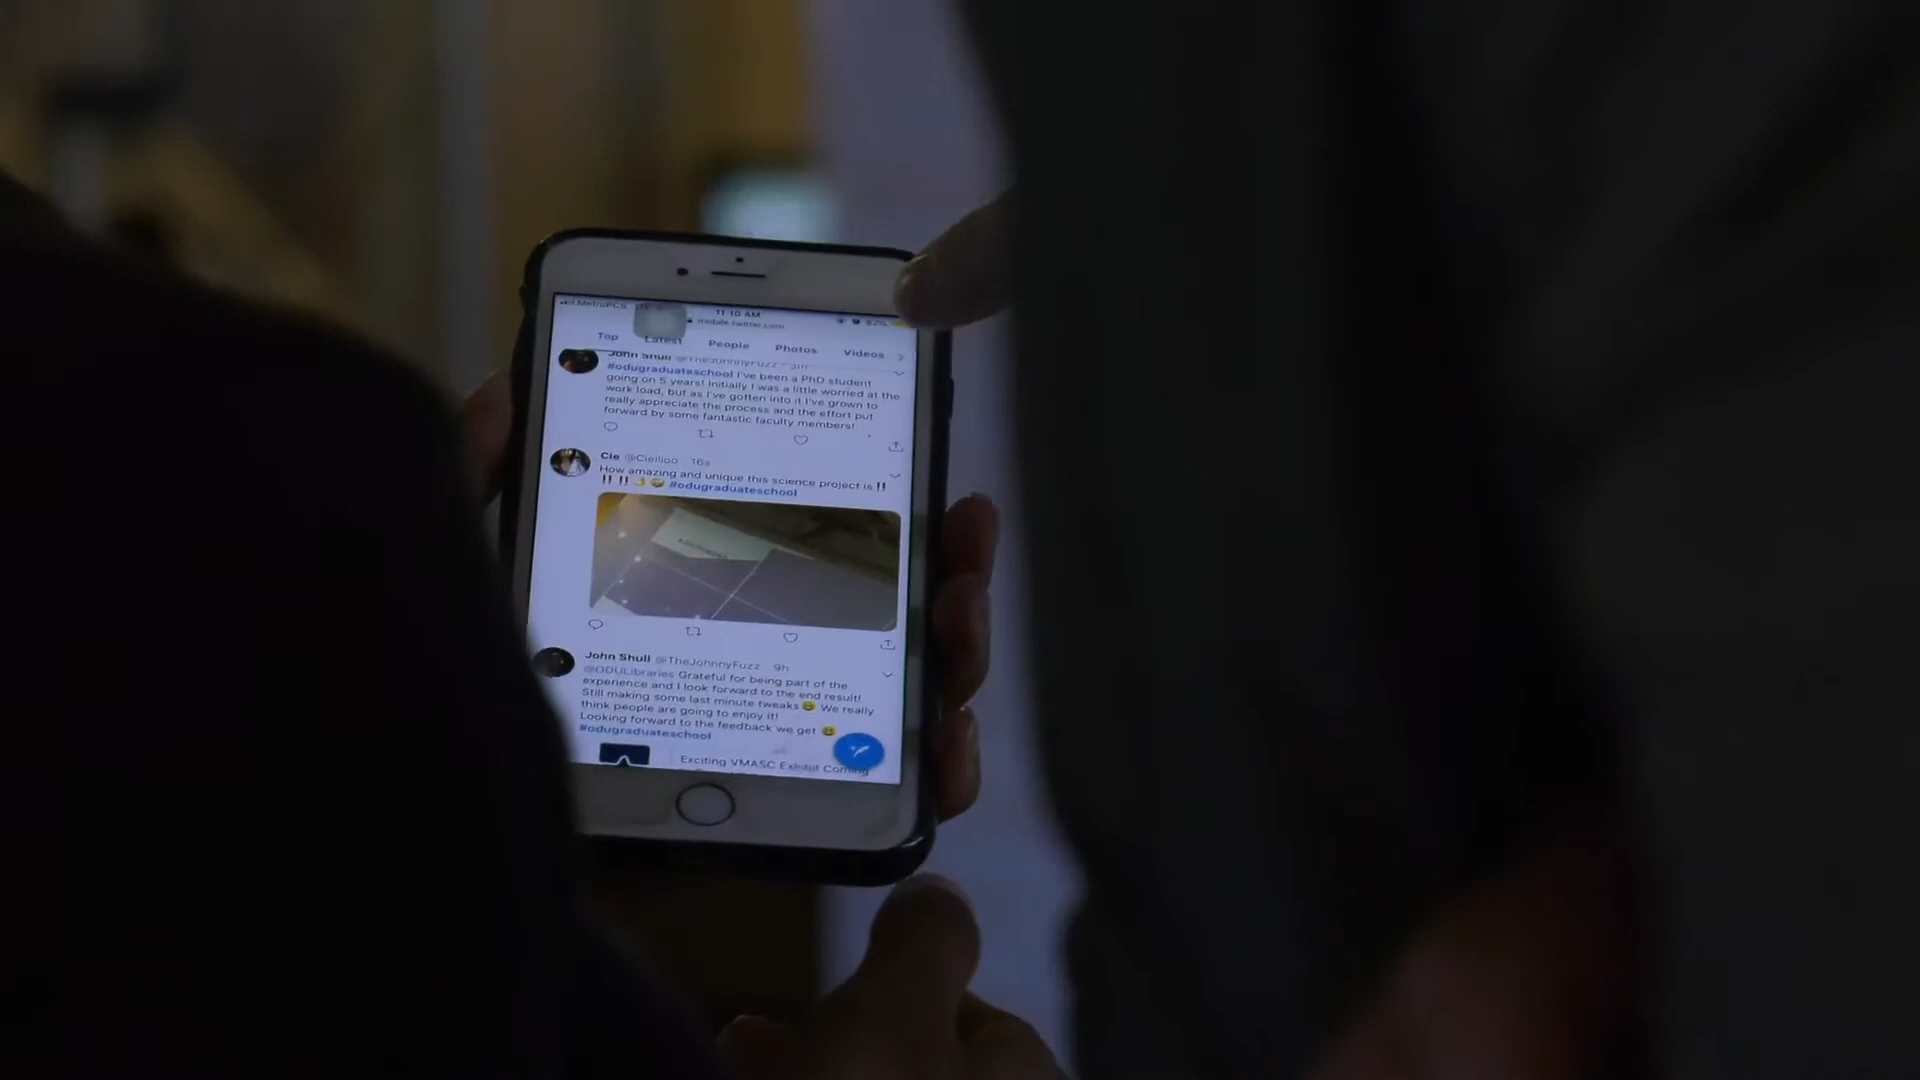 MetroPCS
11:10 AM
82%
mobile.twitter.com
Top Latest People Photos Videos
John Shull @TheJohnnyFuzz 3m
#odugraduateschool I've been a PhD student
going on 5 years! Initially I was a little worried at the
work load, but as I've gotten into it I've grown to
really appreciate the process and the effort put
forward by some fantastic faculty members!
Cie @Cieilioo 16s
How amazing and unique this science project is‼
‼ ‼ 🤌 😂 #odugraduateschool
John Shull @TheJohnnyFuzz 9h
@ODULibraries Grateful for being part of the
experience and I look forward to the end result!
Still making some last minute tweaks😀 We really
think people are going to enjoy it!
Looking forward to the feedback we get 😀
#odugraduateschool
Exciting VMASC Exhibit Coming